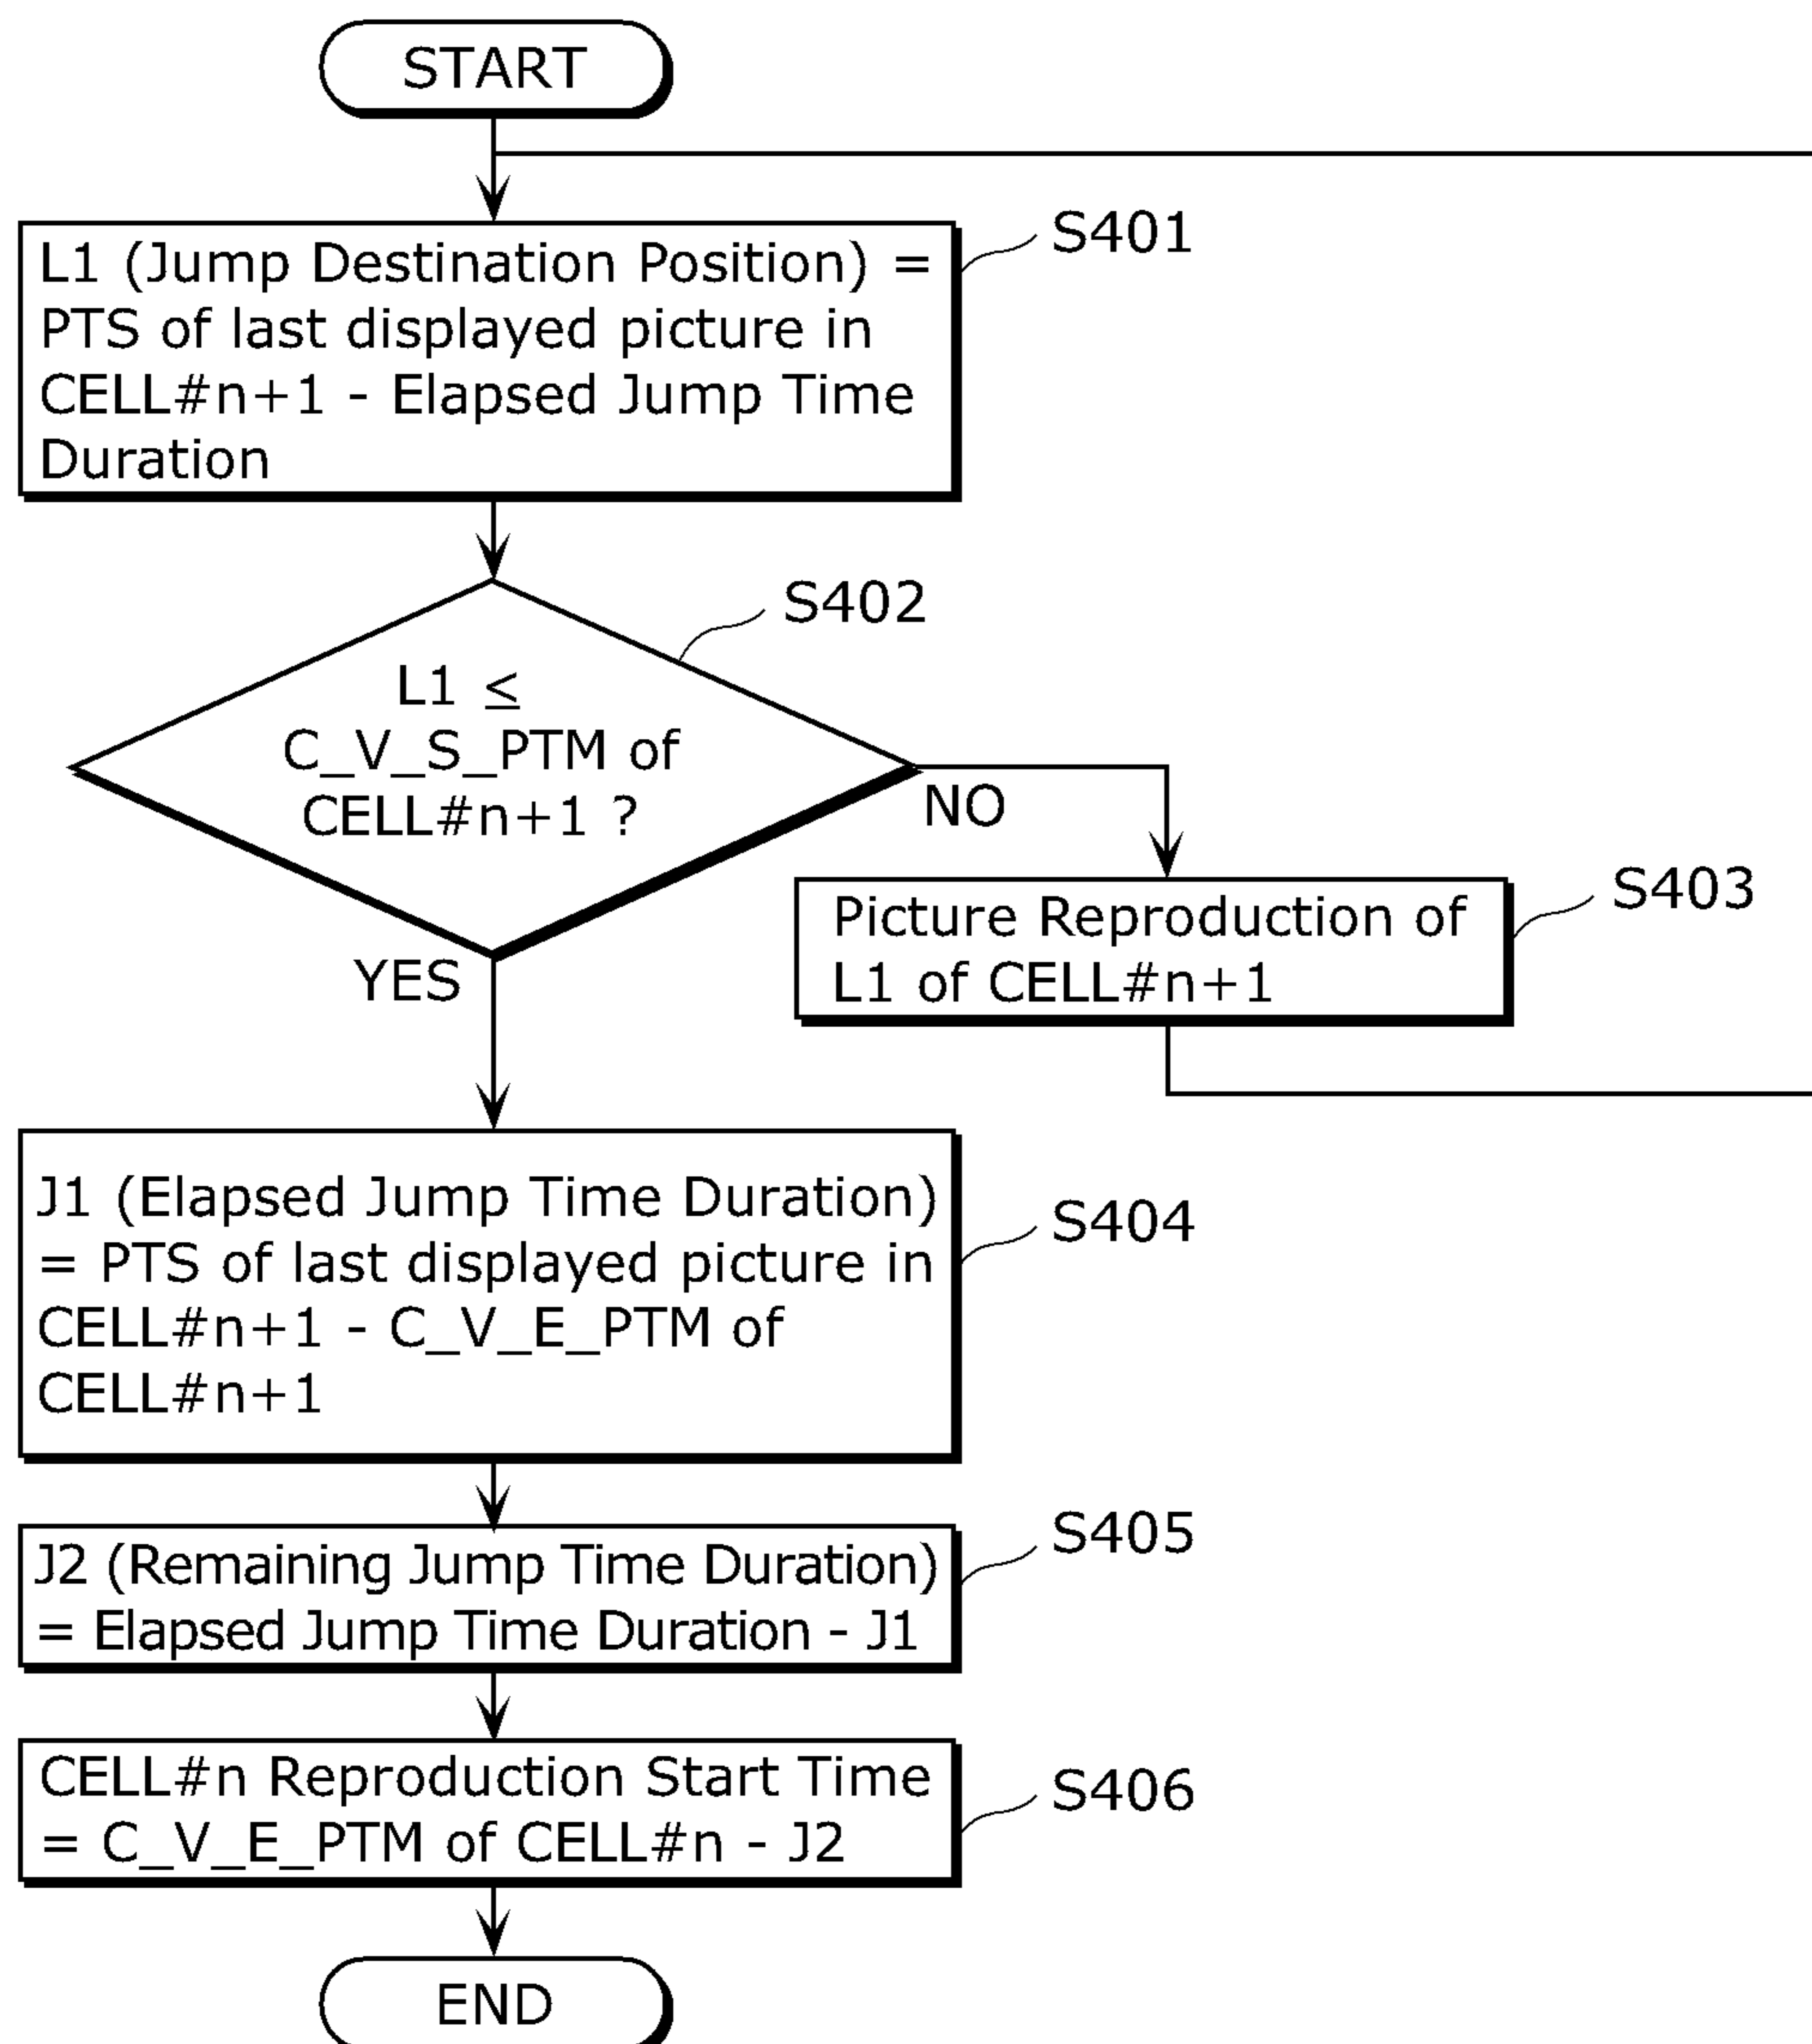 START
S401
L1 (Jump Destination Position) =
PTS of last displayed picture in
CELL#n+1 - Elapsed Jump Time
Duration
S402
L1 ≤
C_V_S_PTM of
CELL#n+1 ?
NO
YES
S403
Picture Reproduction of
L1 of CELL#n+1
S404
J1 (Elapsed Jump Time Duration)
= PTS of last displayed picture in
CELL#n+1 - C_V_E_PTM of
CELL#n+1
S405
J2 (Remaining Jump Time Duration)
= Elapsed Jump Time Duration - J1
S406
CELL#n Reproduction Start Time
= C_V_E_PTM of CELL#n - J2
END